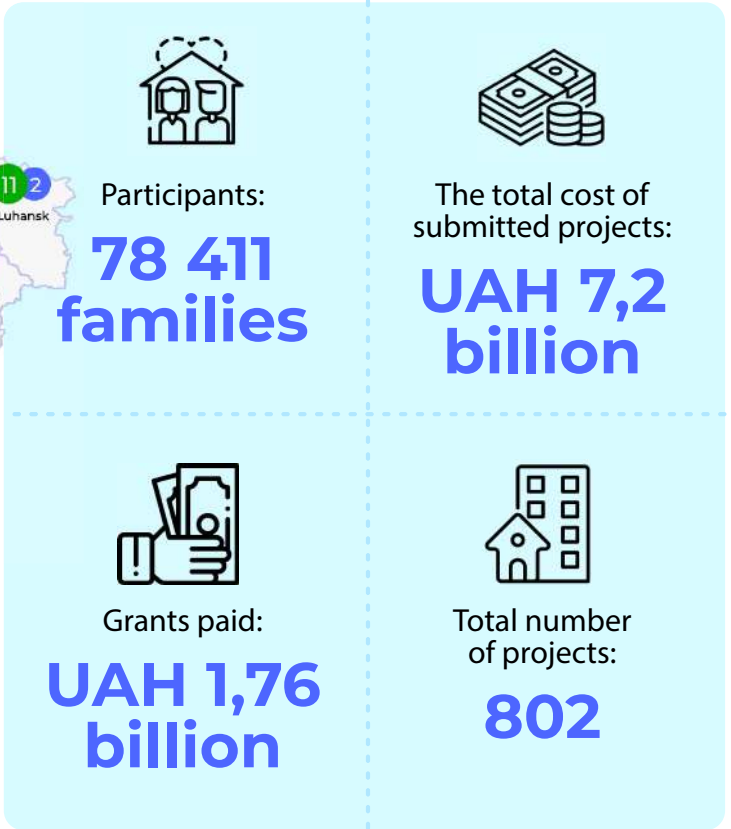 11 2
Luhansk
Participants:
78 411
families
The total cost of
submitted projects:
UAH 7,2
billion
Grants paid:
UAH 1,76
billion
Total number
of projects:
802